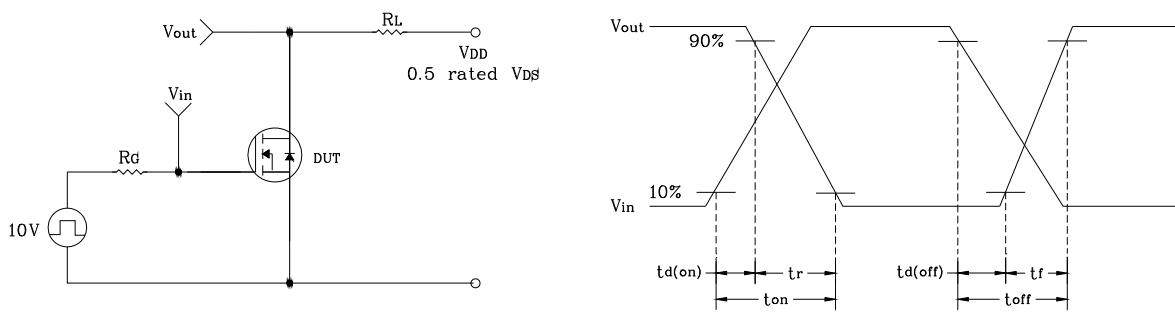 Vout
RL
VDD
0.5 rated VDS
Vin
RG
DUT
10V
Vout
90%
10%
Vin
td(on)
tr
td(off)
tf
ton
toff